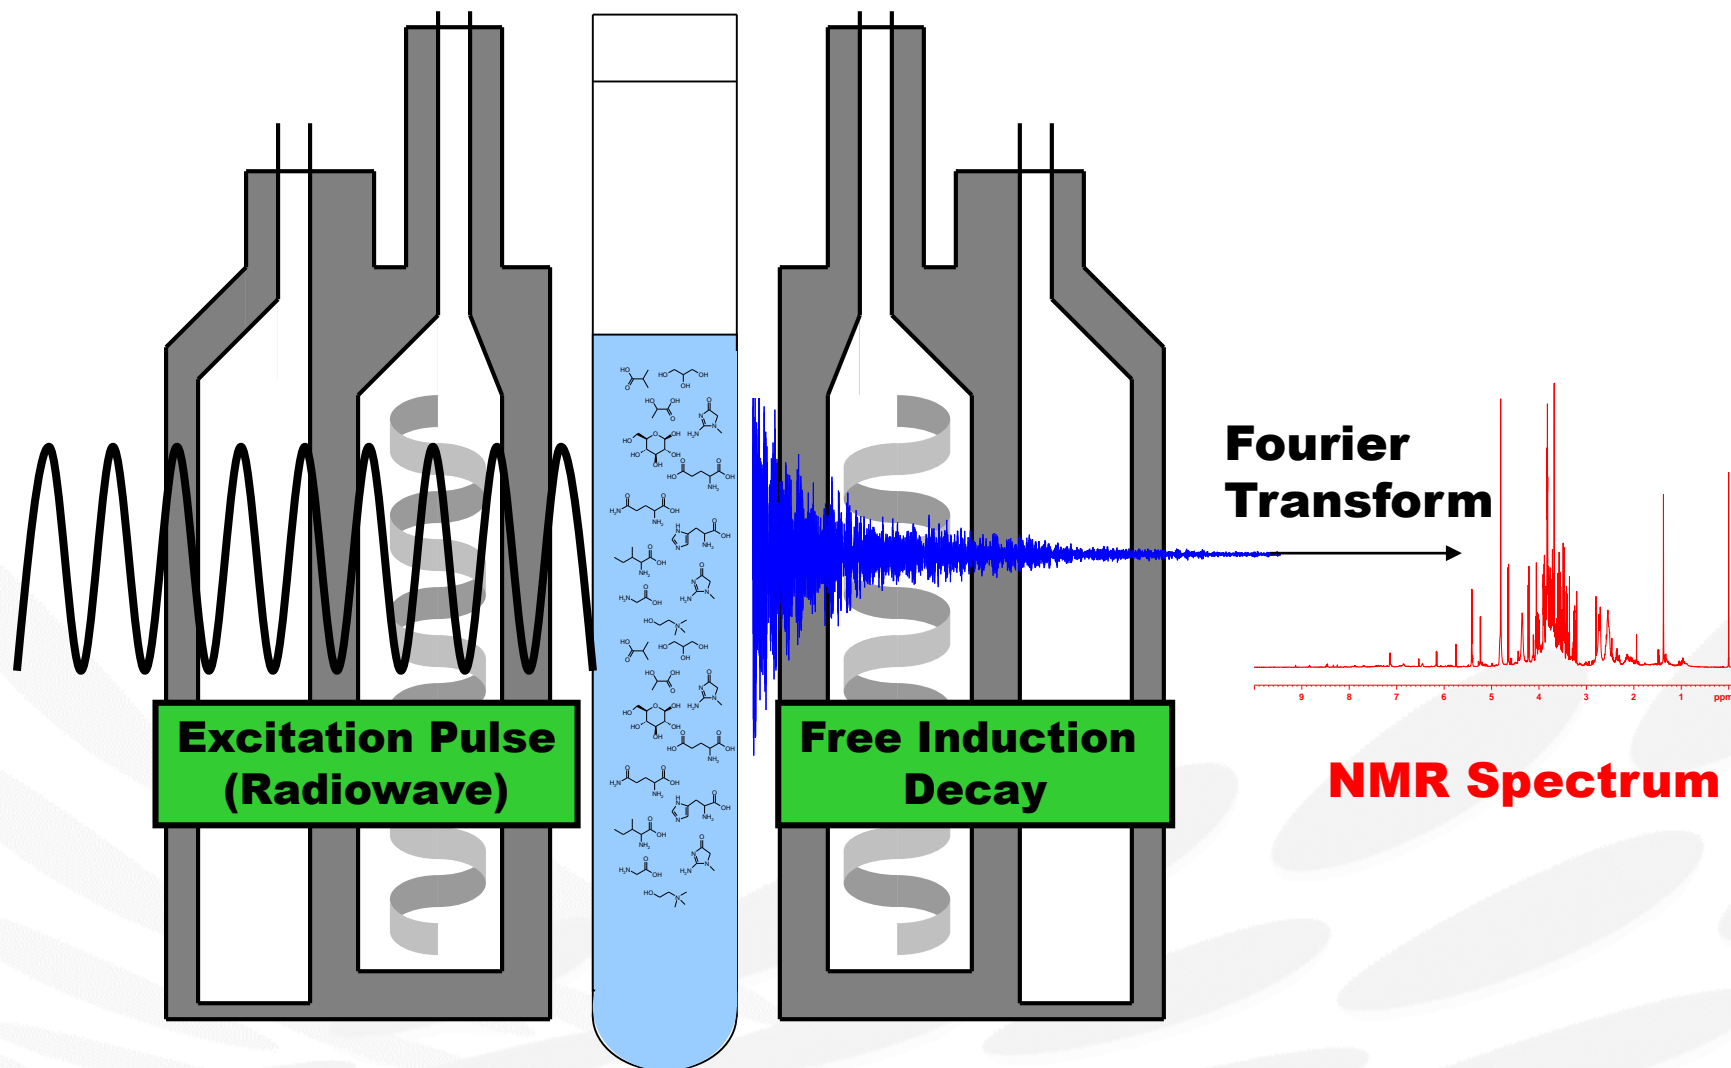 Fourier
Transform
9 8 7 6 5 4 3 2 1 ppm
Excitation Pulse
(Radiowave)
Free Induction
Decay
NMR Spectrum